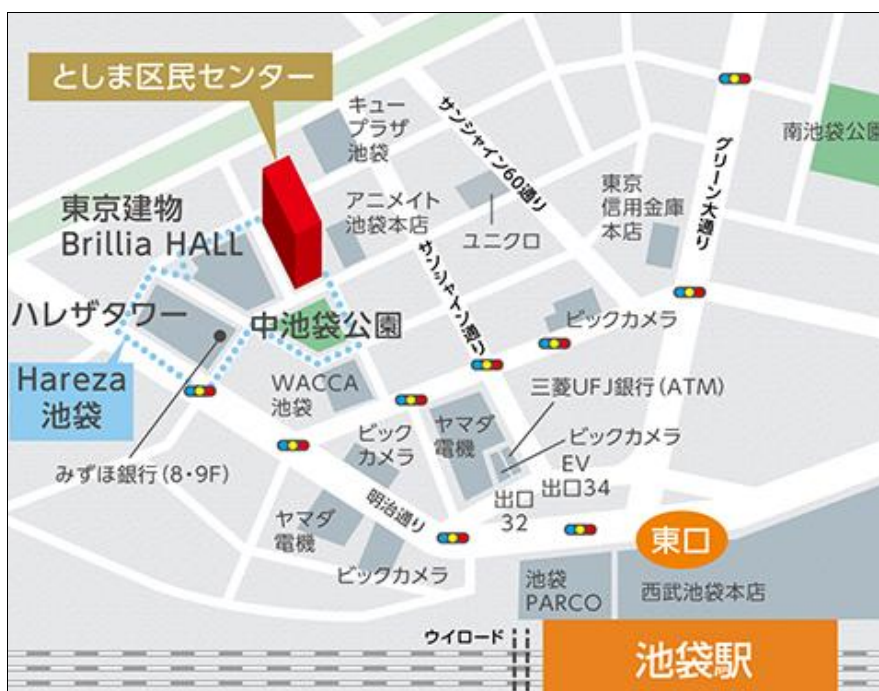 としま区民センター
キュー
プラザ
池袋
サンシャイン60通り
グリーン大通り
南池袋公園
東京建物
Brillia HALL
アニメイト
池袋本店
ユニクロ
東京
信用金庫
本店
サンシャイン通り
ハレザタワー
中池袋公園
ビックカメラ
Hareza
池袋
WACCA
池袋
三菱UFJ銀行(ATM)
ビック
カメラ
ヤマダ
電機
ビックカメラ
EV
出口34
みずほ銀行(8・9F)
出口
32
明治通り
ヤマダ
電機
東口
ビックカメラ
池袋
PARCO
西武池袋本店
ウイロード
池袋駅